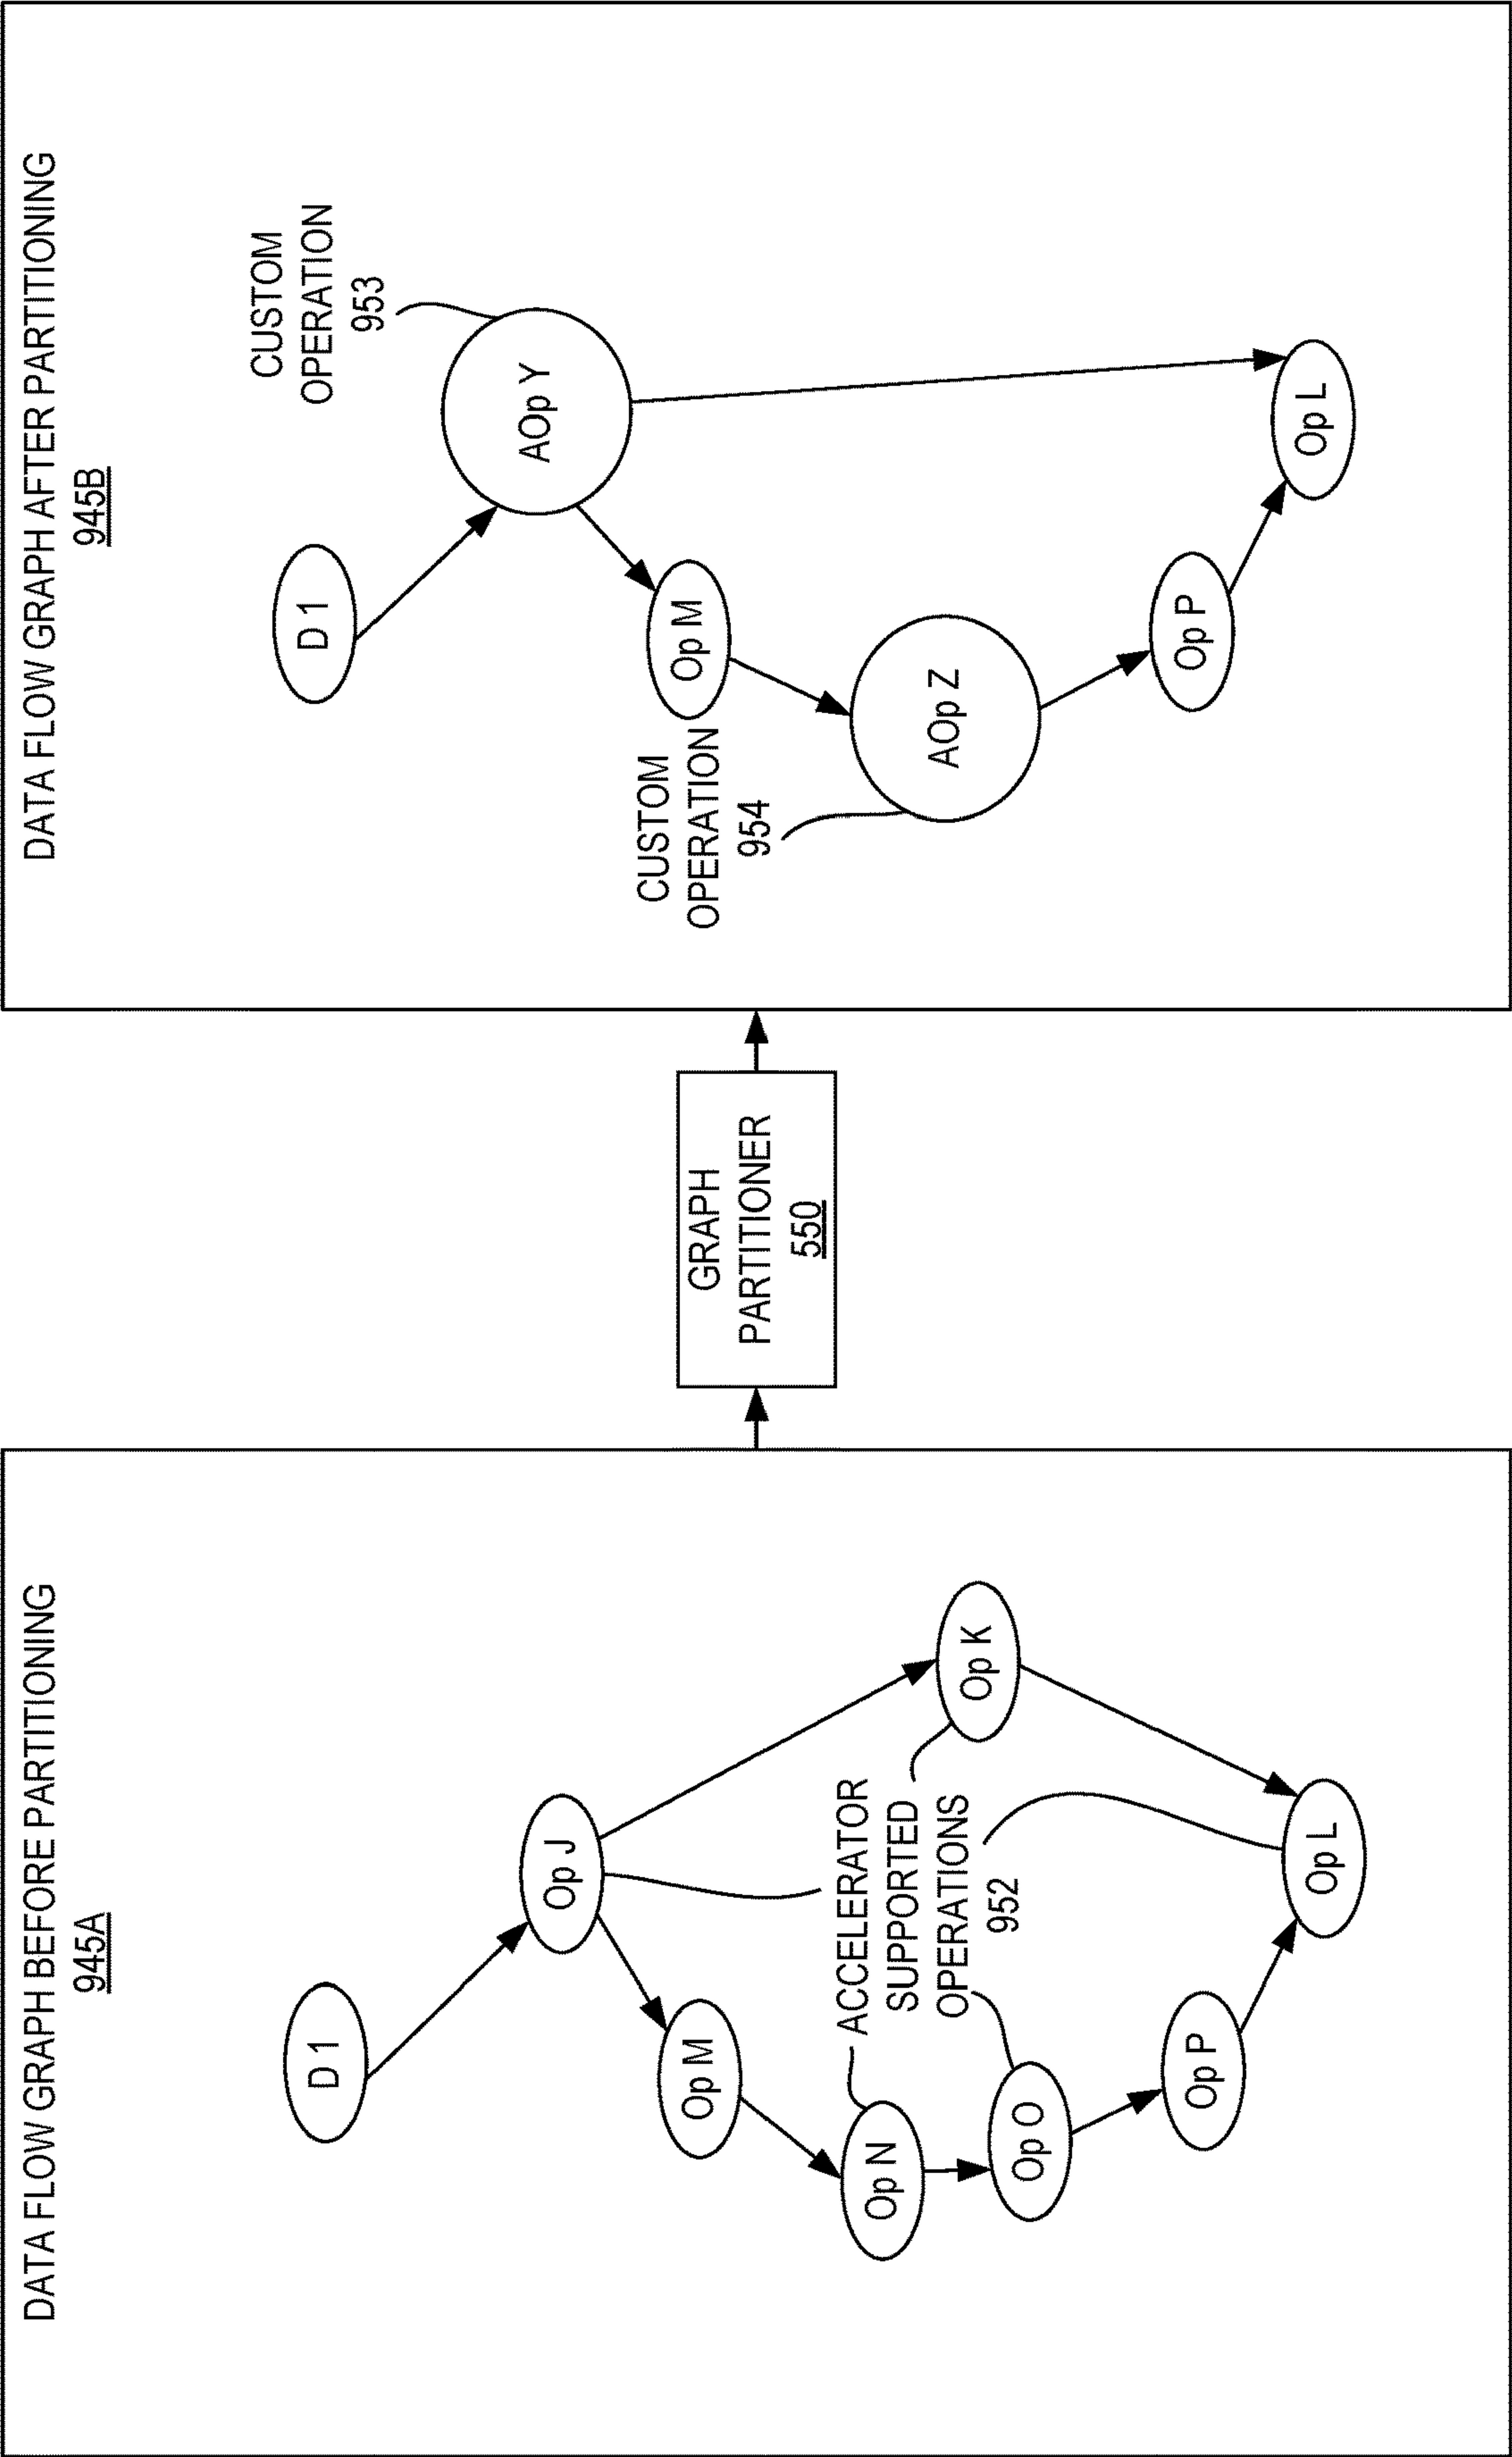 DATA FLOW GRAPH BEFORE PARTITIONING
945A
D 1
Op J
Op M
Op N
Op O
Op K
ACCELERATOR
SUPPORTED
OPERATIONS
952
Op P
Op L
GRAPH
PARTITIONER
550
DATA FLOW GRAPH AFTER PARTITIONING
945B
D 1
CUSTOM
OPERATION
953
AOp Y
Op M
CUSTOM
OPERATION
954
AOp Z
Op P
Op L